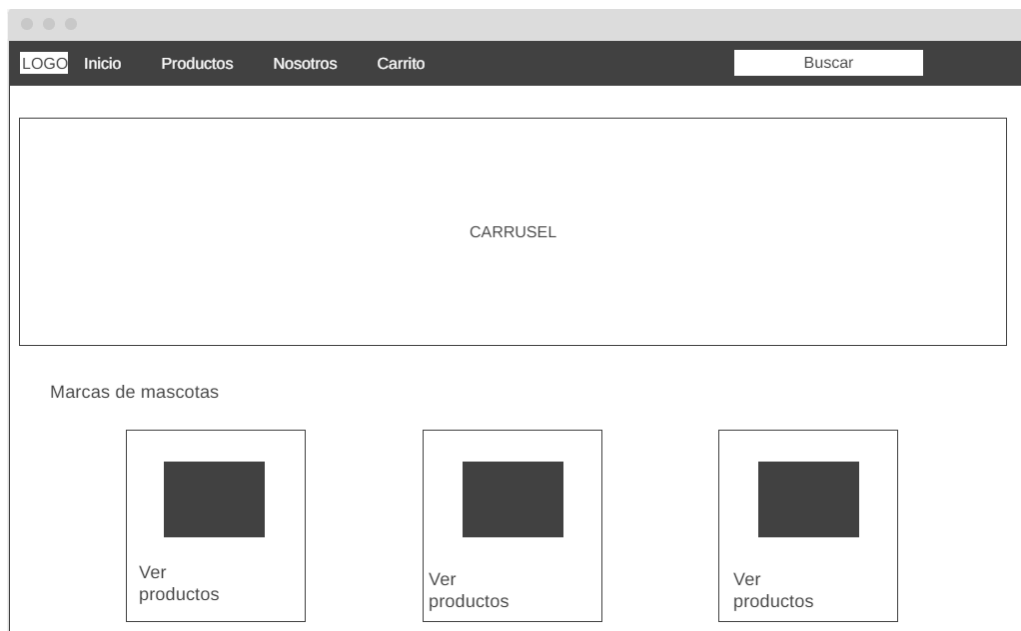 LOGO Inicio Productos Nosotros Carrito Buscar
CARRUSEL
Marcas de mascotas
Ver
productos
Ver
productos
Ver
productos